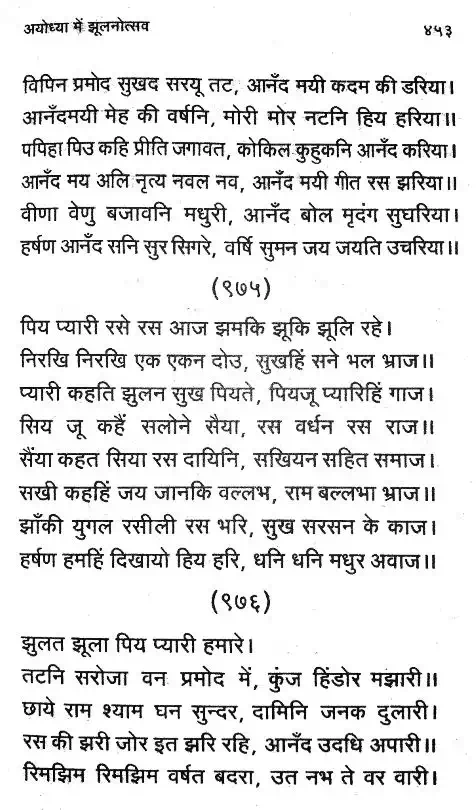 अयोध्या में झूलनोत्सव ४५३
विपिन प्रमोद सुखद सरयू तट, आनँद मयी कदम की डरिया।
आनँदमयी मेह की वर्षनि, मोरी मोर नटनि हिय हरिया॥
पपिहा पिउ कहि प्रीति जगावत, कोकिल कुहुकनि आनँद करिया।
आनँद मय अलि नृत्य नवल नव, आनँद मयी गीत रस झरिया॥
वीणा वेणु बजावनि मधुरी, आनँद बोल मृदंग सुघरिया।
हर्षण आनँद सनि सुर सिगरे, वर्षि सुमन जय जयति उचरिया॥
(९७५)
पिय प्यारी रसे रस आज झमकि झूकि झूलि रहे।
निरखि निरखि एक एकन दोउ, सुखहिं सने भल भ्राज॥
प्यारी कहति झुलन सुख पियते, पियजू प्यारिहिं गाज।
सिय जू कहैं सलोने सैया, रस वर्धन रस राज॥
सैंया कहत सिया रस दायिनि, सखियन सहित समाज।
सखी कहहिं जय जानकि वल्लभ, राम बल्लभा भ्राज॥
झाँकी युगल रसीली रस भरि, सुख सरसन के काज।
हर्षण हमहिं दिखायो हिय हरि, धनि धनि मधुर अवाज॥
(९७६)
झुलत झूला पिय प्यारी हमारे।
तटनि सरोजा वन प्रमोद में, कुंज हिंडोर मझारी॥
छाये राम श्याम घन सुन्दर, दामिनि जनक दुलारी।
रस की झरी जोर इत झरि रहि, आनँद उदधि अपारी॥
रिमझिम रिमझिम वर्षत बदरा, उत नभ ते वर वारी।